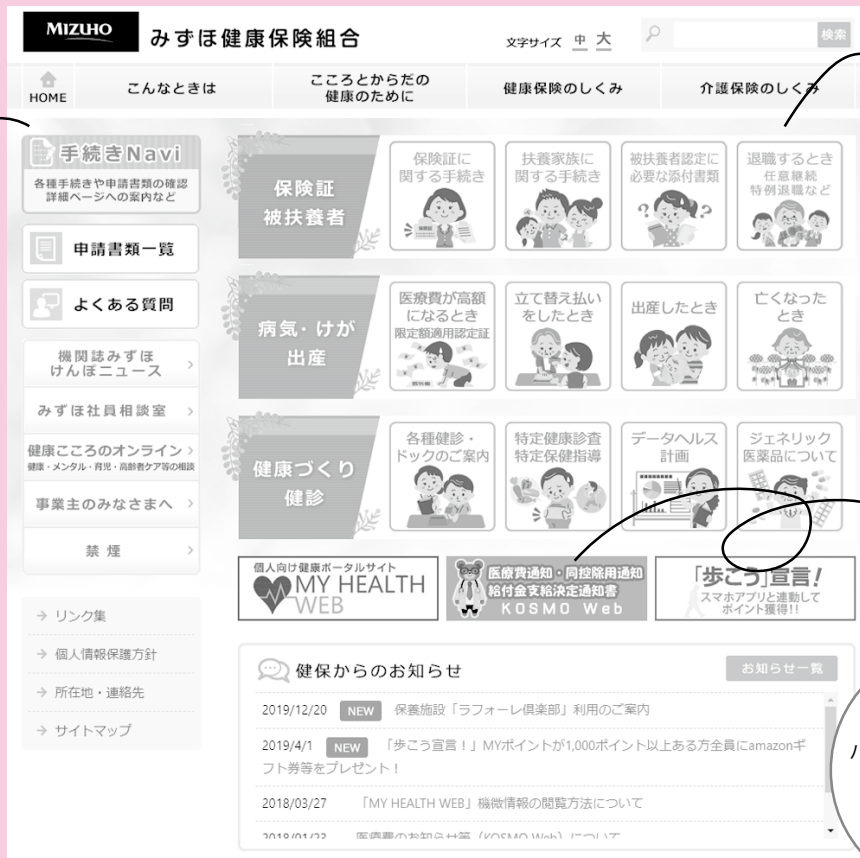 MIZUHO みずほ健康保険組合
文字サイズ 中 大
検索
HOME
こんなときは
こころとからだの
健康のために
健康保険のしくみ
介護保険のしくみ
手続きNavi
各種手続きや申請書類の確認
詳細ページへの案内など
申請書類一覧
よくある質問
機関誌みずほ
けんぽニュース
みずほ社員相談室
健康こころのオンライン
健康・メンタル・育児・高齢者ケア等の相談
事業主のみなさまへ
禁煙
リンク集
個人情報保護方針
所在地・連絡先
サイトマップ
保険証
被扶養者
保険証に
関する手続き
扶養家族に
関する手続き
被扶養者認定に
必要な添付書類
退職するとき
任意継続
特例退職など
病気・けが
出産
医療費が高額
になるとき
限定額適用認定証
立て替え払い
をしたとき
出産したとき
亡くなった
とき
健康づくり
健診
各種健診・
ドックのご案内
特定健康診査
特定保健指導
データヘルス
計画
ジェネリック
医薬品について
個人向け健康ポータルサイト
MY HEALTH
WEB
医療費通知・同控除用通知
給付金支給決定通知書
KOSMO Web
「歩こう」宣言!
スマホアプリと連動して
ポイント獲得!!
健保からのお知らせ
お知らせ一覧
2019/12/20 NEW 保養施設「ラフォーレ倶楽部」利用のご案内
2019/4/1 NEW 「歩こう宣言!」MYポイントが1,000ポイント以上ある方全員にamazonギ
フト券等をプレゼント!
2018/03/27 「MY HEALTH WEB」機微情報の閲覧方法について
2018/01/23 医療費のお知らせ等（KOSMO Web）について